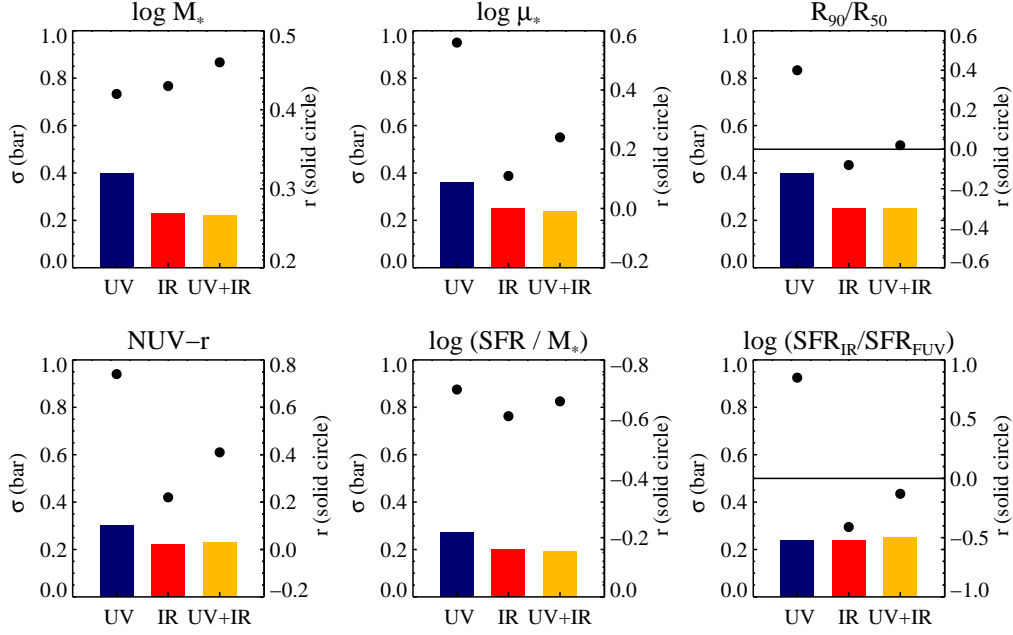 log M*
1.0
0.8
0.6
0.4
0.2
0.0
σ (bar)
0.5
0.4
0.3
0.2
r (solid circle)
UV IR UV+IR
log μ*
1.0
0.8
0.6
0.4
0.2
0.0
σ (bar)
0.6
0.4
0.2
0.0
−0.2
r (solid circle)
UV IR UV+IR
R90/R50
1.0
0.8
0.6
0.4
0.2
0.0
σ (bar)
0.6
0.4
0.2
0.0
−0.2
−0.4
−0.6
r (solid circle)
UV IR UV+IR
NUV−r
1.0
0.8
0.6
0.4
0.2
0.0
σ (bar)
0.8
0.6
0.4
0.2
0.0
−0.2
r (solid circle)
UV IR UV+IR
log (SFR / M*)
1.0
0.8
0.6
0.4
0.2
0.0
σ (bar)
−0.8
−0.6
−0.4
−0.2
0.0
r (solid circle)
UV IR UV+IR
log (SFRIR/SFRFUV)
1.0
0.8
0.6
0.4
0.2
0.0
σ (bar)
1.0
0.5
0.0
−0.5
−1.0
r (solid circle)
UV IR UV+IR